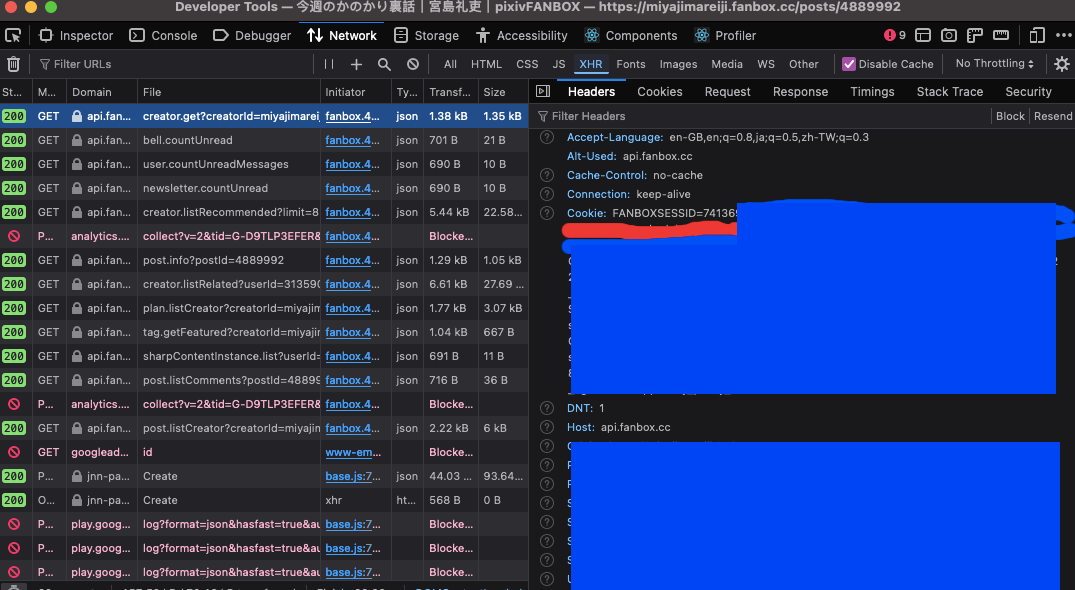 Developer Tools — 今週のかのかり裏話 | 宮島礼吏 | pixivFANBOX — https://miyajimareiji.fanbox.cc/posts/4889992
Inspector Console Debugger Network Storage Accessibility Components Profiler 9
Filter URLs All HTML CSS JS XHR Fonts Images Media WS Other Disable Cache No Throttling
St... M... Domain File Initiator Ty... Transf... Size
200 GET api.fan... creator.get?creatorId=miyajimarei fanbox.4... json 1.38 kB 1.35 kB
200 GET api.fan... bell.countUnread fanbox.4... json 701 B 21 B
200 GET api.fan... user.countUnreadMessages fanbox.4... json 690 B 10 B
200 GET api.fan... newsletter.countUnread fanbox.4... json 690 B 10 B
200 GET api.fan... creator.listRecommended?limit=8 fanbox.4... json 5.44 kB 22.58...
P... analytics.... collect?v=2&tid=G-D9TLP3EFER& fanbox.4... Blocke...
200 GET api.fan... post.info?postId=4889992 fanbox.4... json 1.29 kB 1.05 kB
200 GET api.fan... creator.listRelated?userId=313590 fanbox.4... json 6.61 kB 27.69 ...
200 GET api.fan... plan.listCreator?creatorId=miyajim fanbox.4... json 1.77 kB 3.07 kB
200 GET api.fan... tag.getFeatured?creatorId=miyajin fanbox.4... json 1.04 kB 667 B
200 GET api.fan... sharpContentInstance.list?userId= fanbox.4... json 691 B 11 B
200 GET api.fan... post.listComments?postId=48899 fanbox.4... json 716 B 36 B
P... analytics.... collect?v=2&tid=G-D9TLP3EFER& fanbox.4... Blocke...
200 GET api.fan... post.listCreator?creatorId=miyajim fanbox.4... json 2.22 kB 6 kB
GET googlead... id www-em... Blocke...
200 P... jnn-pa... Create base.js:7... json 44.03 ... 93.64...
200 O... jnn-pa... Create xhr ht... 568 B 0 B
P... play.goog... log?format=json&hasfast=true&au base.js:7... Blocke...
P... play.goog... log?format=json&hasfast=true&au base.js:7... Blocke...
P... play.goog... log?format=json&hasfast=true&au base.js:7... Blocke...
Headers Cookies Request Response Timings Stack Trace Security
Filter Headers Block Resend
Accept-Language: en-GB,en;q=0.8,ja;q=0.5,zh-TW;q=0.3
Alt-Used: api.fanbox.cc
Cache-Control: no-cache
Connection: keep-alive
Cookie: FANBOXSESSID=74136
DNT: 1
Host: api.fanbox.cc